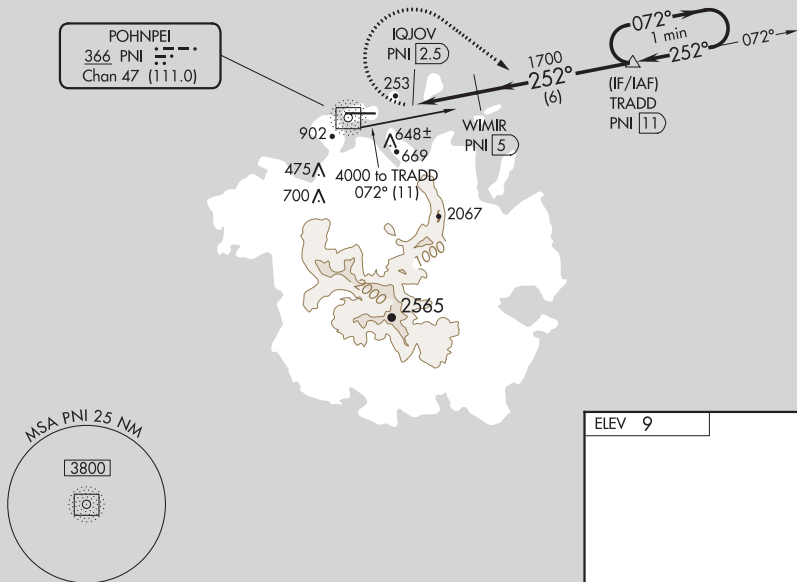 POHNPEI
366 PNI
Chan 47 (111.0)
IQJOV
PNI 2.5
072°
1 min
252°
072°
1700
252°
(6)
(IF/IAF)
TRADD
PNI 11
253
WIMIR
PNI 5
902
648±
669
475
4000 to TRADD
072° (11)
700
2067
1000
2000
2565
MSA PNI 25 NM
3800
ELEV 9